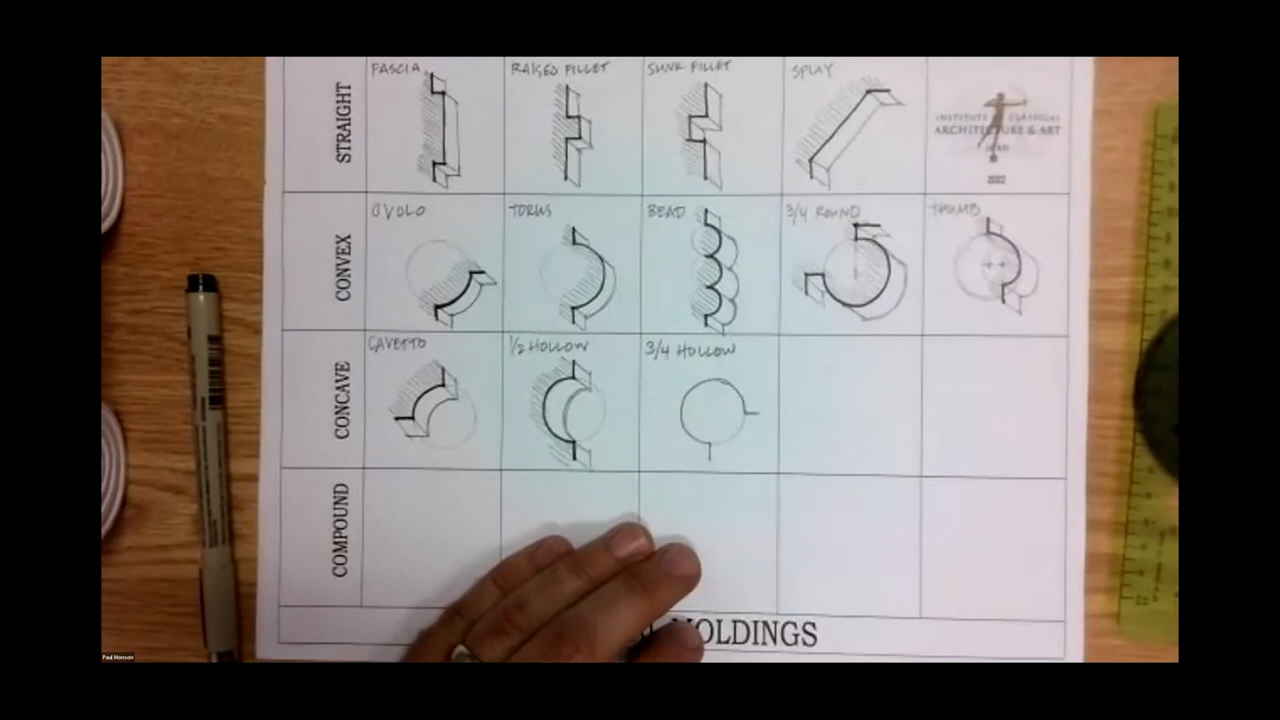 STRAIGHT
FASCIA
RAISED FILLET
SUNK FILLET
SPLAY
INSTITUTE OF CLASSICAL
ARCHITECTURE & ART
2022
CONVEX
OVOLO
TORUS
BEAD
3/4 ROUND
THUMB
CONCAVE
CAVETTO
1/2 HOLLOW
3/4 HOLLOW
COMPOUND
MOLDINGS
Paul Monson